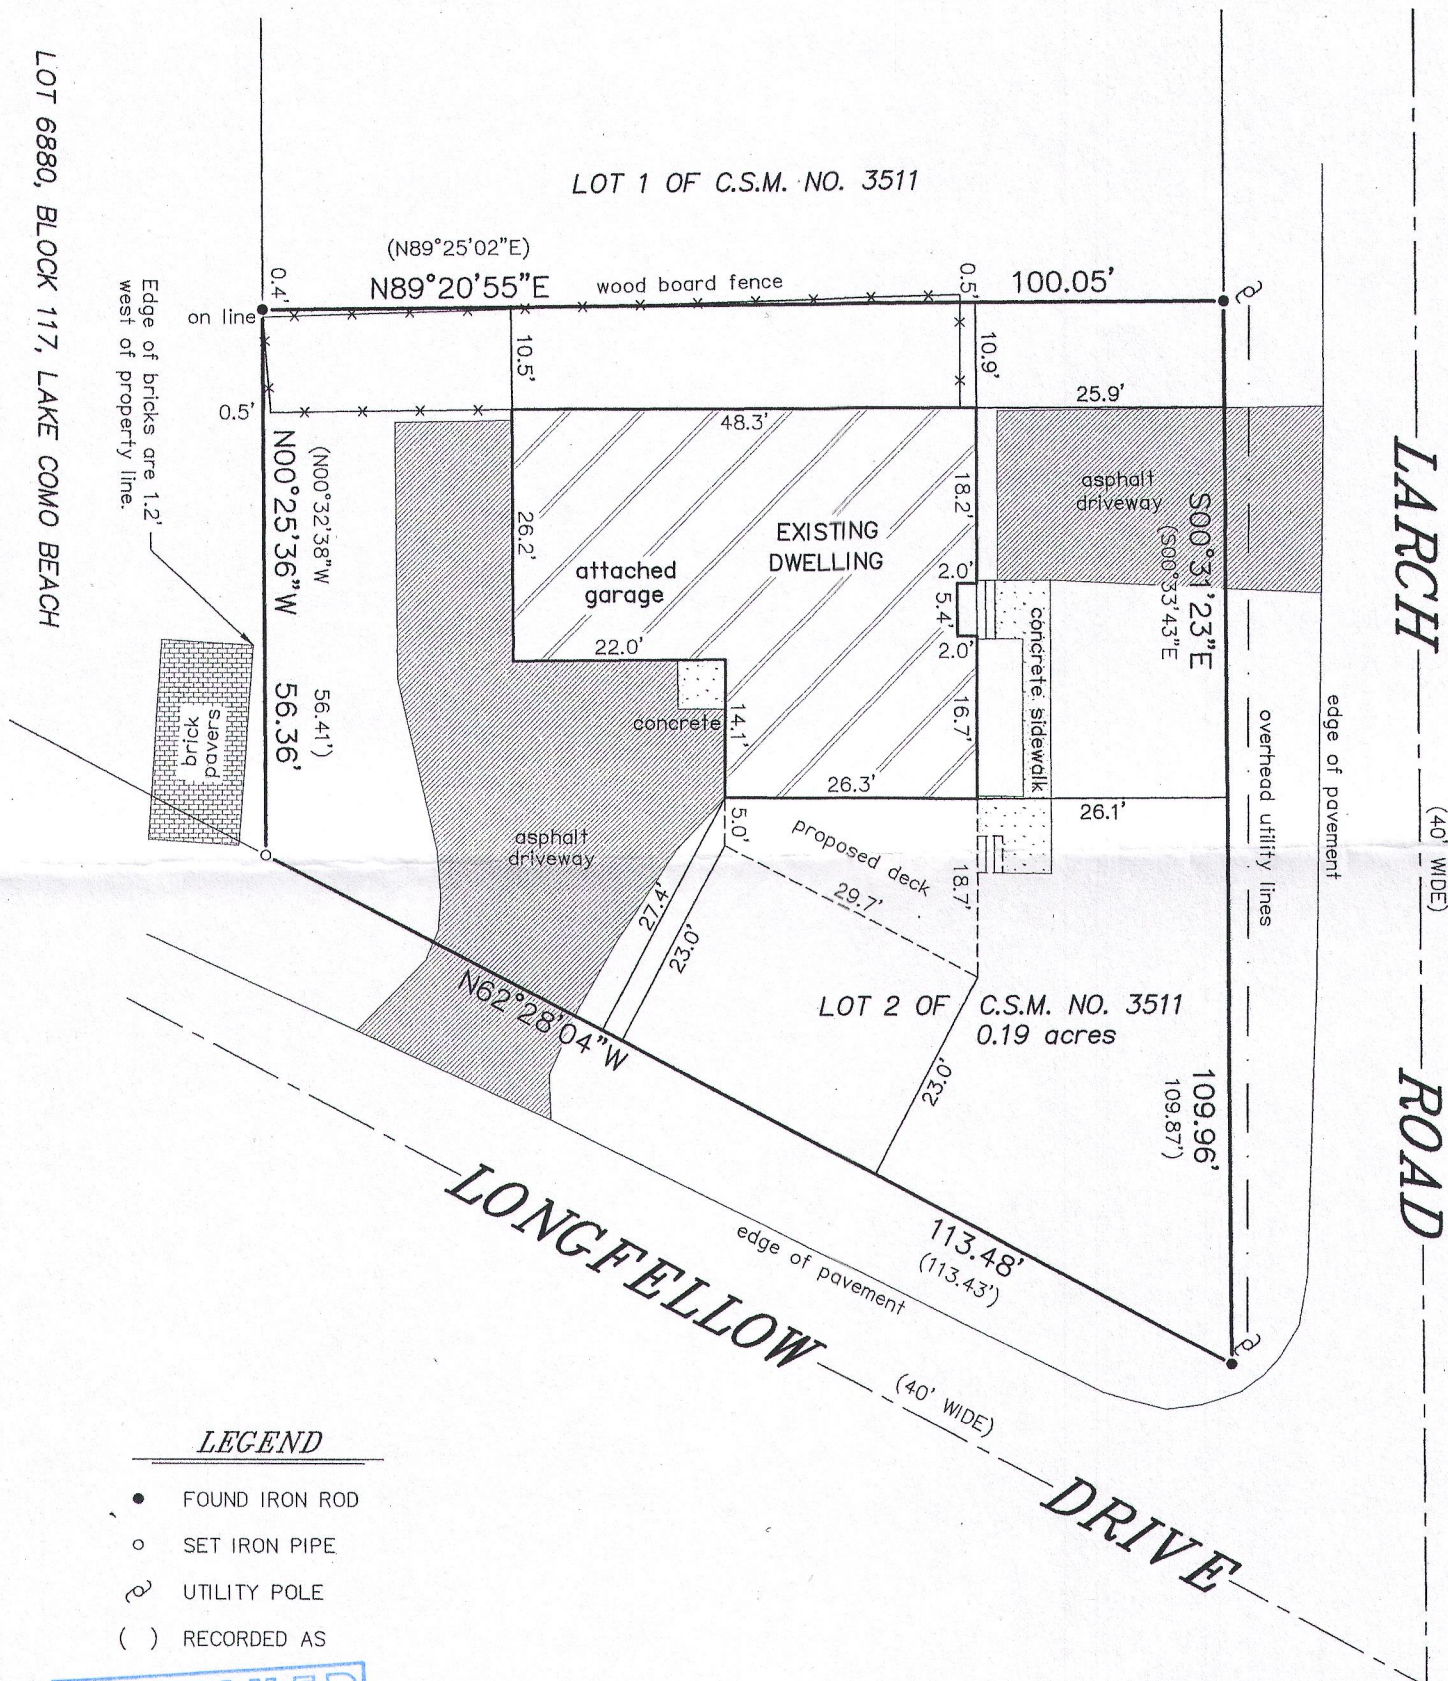 LARCH ROAD
(40' WIDE)
LOT 6880, BLOCK 117, LAKE COMO BEACH
LOT 1 OF C.S.M. NO. 3511
(N89°25'02"E)
N89°20'55"E
wood board fence
0.5'
100.05'
0.4'
on line
10.5'
10.9'
25.9'
Edge of bricks are 1.2'
west of property line.
0.5'
48.3'
(N00°32'38"W
56.41')
N00°25'36"W
56.36'
26.2'
attached
garage
EXISTING
DWELLING
18.2'
2.0'
5.4'
2.0'
16.7'
asphalt
driveway
S00°31'23"E
(S00°33'43"E
concrete sidewalk
overhead utility lines
edge of pavement
22.0'
concrete
14.1'
26.3'
26.1'
brick
pavers
asphalt
driveway
5.0'
proposed deck
29.7'
18.7'
27.4'
23.0'
N62°28'04"W
LOT 2 OF C.S.M. NO. 3511
0.19 acres
23.0'
109.96'
109.87')
113.48'
(113.43')
edge of pavement
LONGFELLOW DRIVE
(40' WIDE)
LEGEND
FOUND IRON ROD
SET IRON PIPE
UTILITY POLE
( ) RECORDED AS